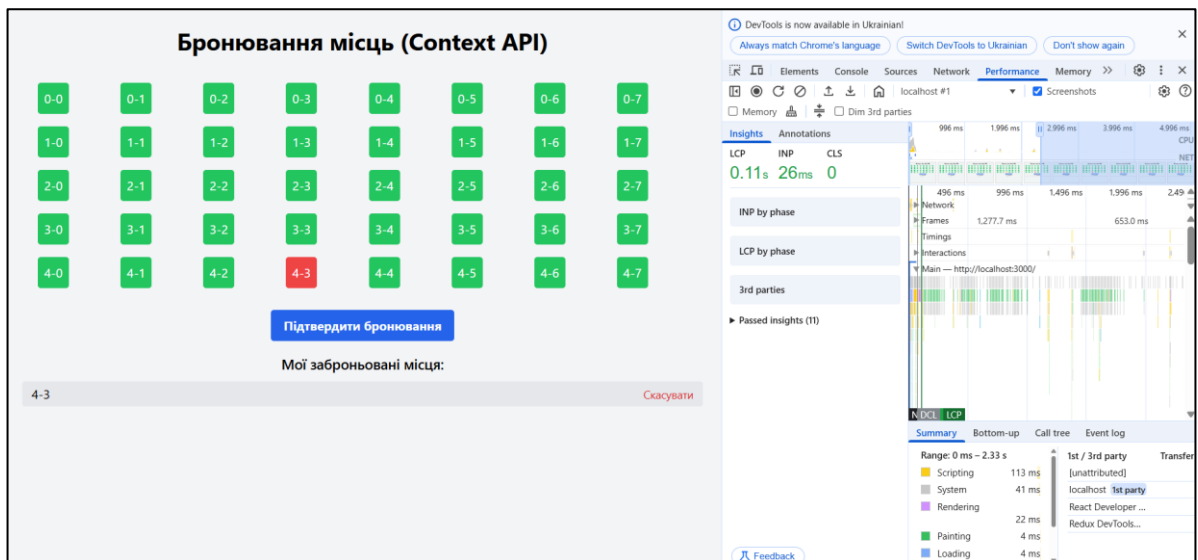 Бронювання місць (Context API)
0-0 0-1 0-2 0-3 0-4 0-5 0-6 0-7
1-0 1-1 1-2 1-3 1-4 1-5 1-6 1-7
2-0 2-1 2-2 2-3 2-4 2-5 2-6 2-7
3-0 3-1 3-2 3-3 3-4 3-5 3-6 3-7
4-0 4-1 4-2 4-3 4-4 4-5 4-6 4-7
Підтвердити бронювання
Мої заброньовані місця:
4-3 Скасувати
DevTools is now available in Ukrainian!
Always match Chrome's language Switch DevTools to Ukrainian Don't show again
Elements Console Sources Network Performance Memory
localhost #1 Screenshots
Memory Dim 3rd parties
Insights Annotations
LCP INP CLS
0.11s 26ms 0
INP by phase
LCP by phase
3rd parties
Passed insights (11)
Feedback
996 ms 1,996 ms 2,996 ms 3,996 ms 4,996 ms
CPU
NET
496 ms 996 ms 1,496 ms 1,996 ms 2,49
Network
Frames 1,277.7 ms 653.0 ms
Timings
Interactions
Main — http://localhost:3000/
N DCL LCP
Summary Bottom-up Call tree Event log
Range: 0 ms – 2.33 s
Scripting 113 ms
System 41 ms
Rendering
22 ms
Painting 4 ms
Loading 4 ms
1st / 3rd party Transfer
[unattributed]
localhost 1st party
React Developer ...
Redux DevTools...